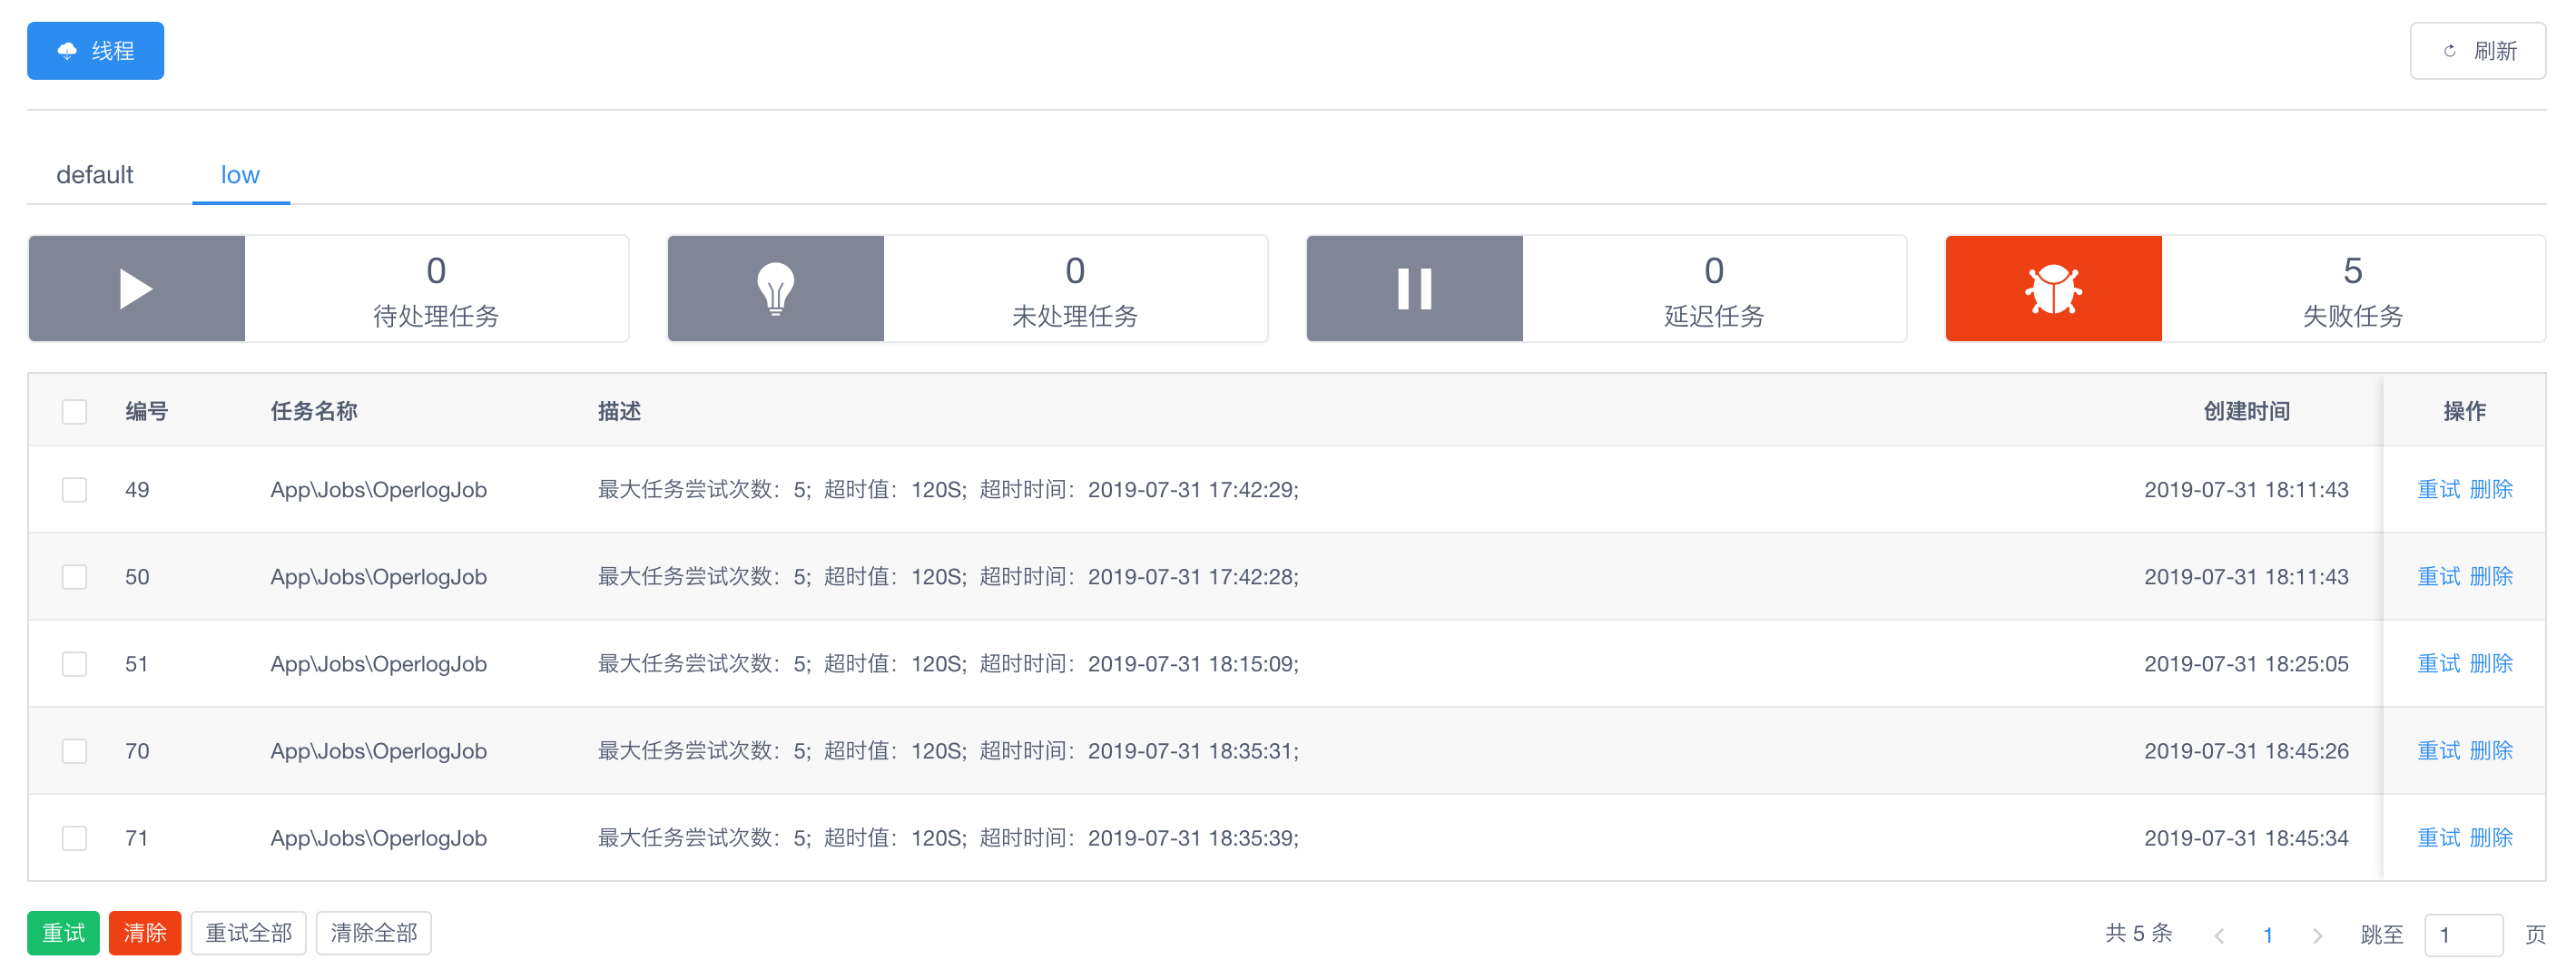 线程
刷新
default low
0 0 0 5
待处理任务 未处理任务 延迟任务 失败任务
编号 任务名称 描述 创建时间 操作
49 App\Jobs\OperlogJob 最大任务尝试次数：5；超时值：120S；超时时间：2019-07-31 17:42:29; 2019-07-31 18:11:43 重试 删除
50 App\Jobs\OperlogJob 最大任务尝试次数：5；超时值：120S；超时时间：2019-07-31 17:42:28; 2019-07-31 18:11:43 重试 删除
51 App\Jobs\OperlogJob 最大任务尝试次数：5；超时值：120S；超时时间：2019-07-31 18:15:09; 2019-07-31 18:25:05 重试 删除
70 App\Jobs\OperlogJob 最大任务尝试次数：5；超时值：120S；超时时间：2019-07-31 18:35:31; 2019-07-31 18:45:26 重试 删除
71 App\Jobs\OperlogJob 最大任务尝试次数：5；超时值：120S；超时时间：2019-07-31 18:35:39; 2019-07-31 18:45:34 重试 删除
重试 清除 重试全部 清除全部 共 5 条 1 跳至 1 页